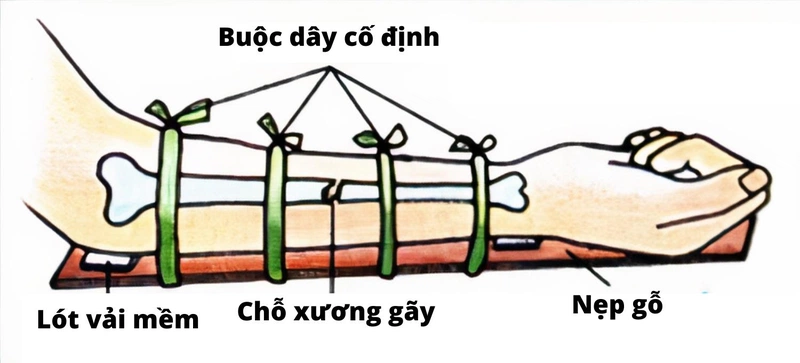 Buộc dây cố định
Lót vải mềm
Chỗ xương gãy
Nẹp gỗ